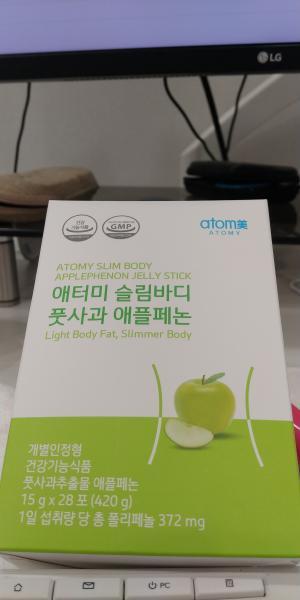 LG
건강
기능식품
GMP
atom美
ATOMY
ATOMY SLIM BODY
APPLEPHENON JELLY STICK
애터미 슬림바디
풋사과 애플페논
Light Body Fat, Slimmer Body
개별인정형
건강기능식품
풋사과추출물 애플페논
15 g x 28 포 (420 g)
1일 섭취량 당 총 폴리페놀 372 mg
PC